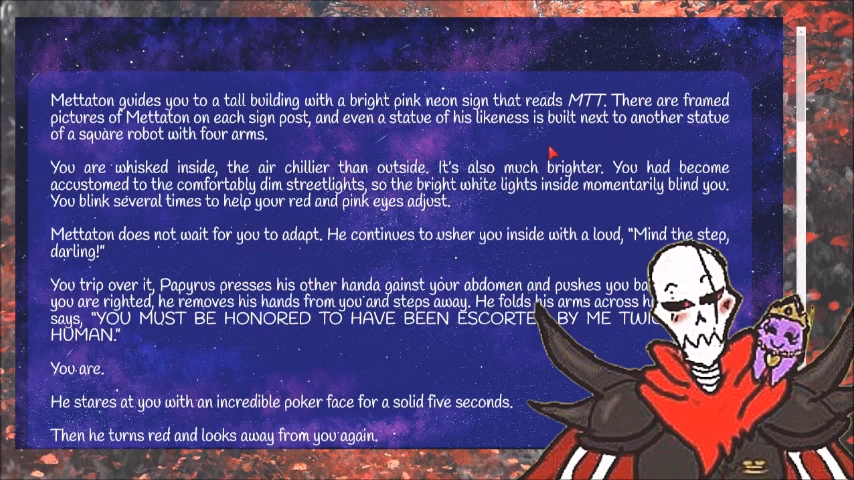 Mettaton guides you to a tall building with a bright pink neon sign that reads MTT. There are framed
pictures of Mettaton on each sign post, and even a statue of his likeness is built next to another statue
of a square robot with four arms.
You are whisked inside, the air chillier than outside. It's also much brighter. You had become
accustomed to the comfortably dim streetlights, so the bright white lights inside momentarily blind you.
You blink several times to help your red and pink eyes adjust.
Mettaton does not wait for you to adapt. He continues to usher you inside with a loud, "Mind the step,
darling!"
You trip over it, Papyrus presses his other handa gainst your abdomen and pushes you
you are righted, he removes his hands from you and steps away. He folds his arms across
says, "YOU MUST BE HONORED TO HAVE BEEN ESCORTED BY ME
HUMAN."
You are.
He stares at you with an incredible poker face for a solid five seconds.
Then he turns red and looks away from you again.